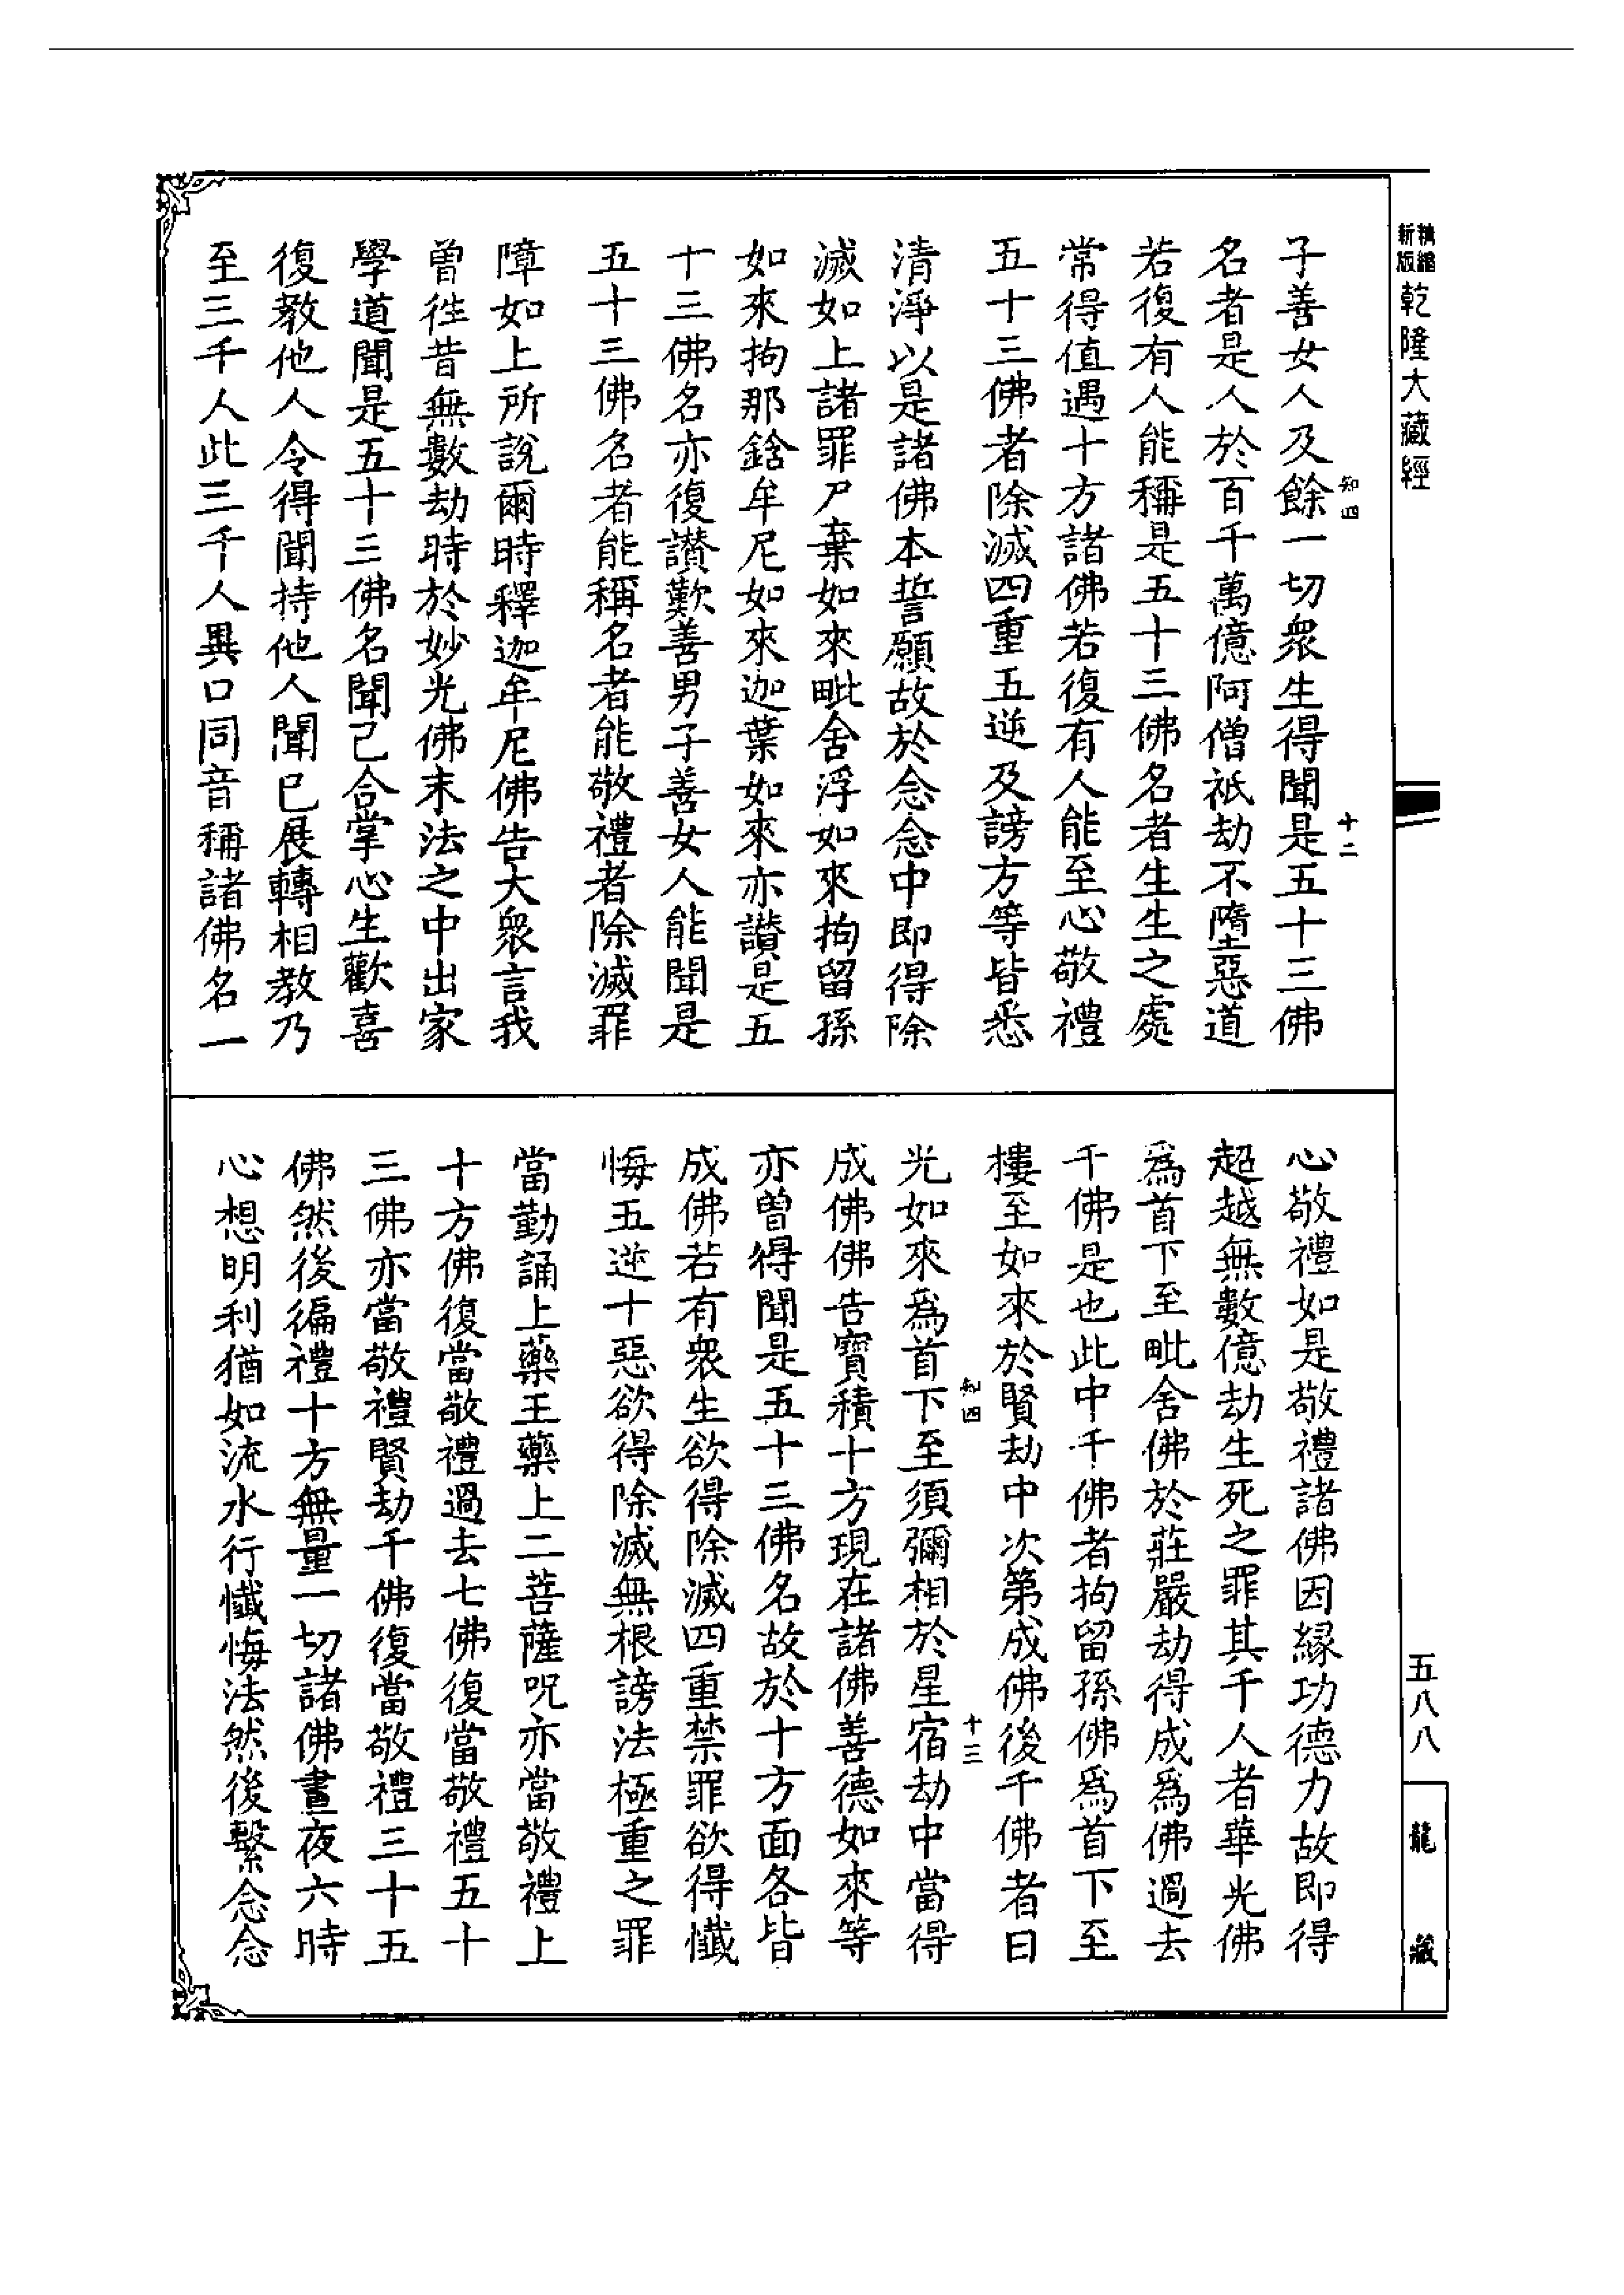 精縮新版乾隆大藏經
五八八
龍藏
知四 十二
子善女人及餘一切衆生得聞是五十三佛
名者是人於百千萬億阿僧祇劫不墮惡道
若復有人能稱是五十三佛名者生生之處
常得值遇十方諸佛若復有人能至心敬禮
五十三佛者除滅四重五逆及謗方等皆悉
清淨以是諸佛本誓願故於念念中即得除
滅如上諸罪尸棄如來毗舍浮如來拘留孫
如來拘那鋡牟尼如來迦葉如來亦讃是五
十三佛名亦復讃歎善男子善女人能聞是
五十三佛名者能稱名者能敬禮者除滅罪
障如上所說爾時釋迦牟尼佛告大衆言我
曾徃昔無數劫時於妙光佛末法之中出家
學道聞是五十三佛名聞已合掌心生歡喜
復教他人令得聞持他人聞已展轉相教乃
至三千人此三千人異口同音稱諸佛名一
心敬禮如是敬禮諸佛因緣功德力故即得
超越無數億劫生死之罪其千人者華光佛
爲首下至毗舍佛於莊嚴劫得成爲佛過去
千佛是也此中千佛者拘留孫佛爲首下至
樓至如來於賢劫中次第成佛後千佛者日
知四 十三
光如來爲首下至須彌相於星宿劫中當得
成佛佛告寶積十方現在諸佛善德如來等
亦曾得聞是五十三佛名故於十方面各皆
成佛若有衆生欲得除滅四重禁罪欲得懺
悔五逆十惡欲得除滅無根謗法極重之罪
當勤誦上藥王藥上二菩薩呪亦當敬禮上
十方佛復當敬禮過去七佛復當敬禮五十
三佛亦當敬禮賢劫千佛復當敬禮三十五
佛然後徧禮十方無量一切諸佛晝夜六時
心想明利猶如流水行懺悔法然後繫念念